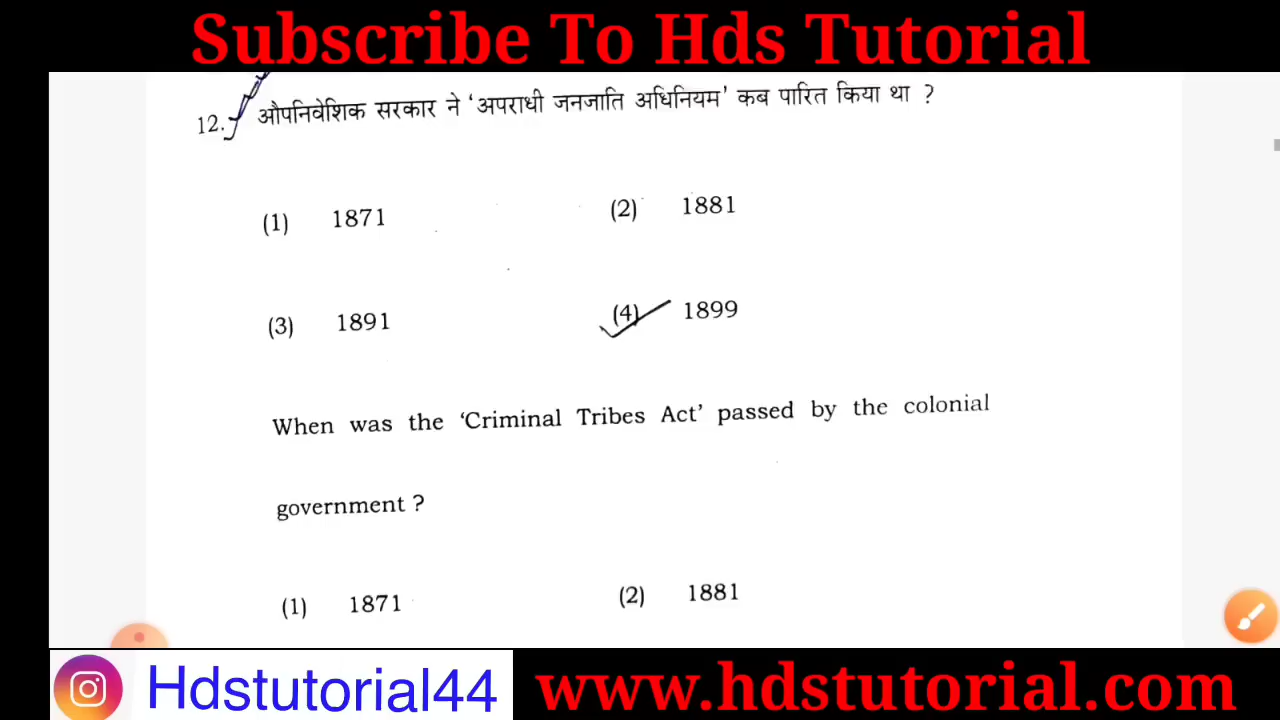 Subscribe To Hds Tutorial
12. औपनिवेशिक सरकार ने ‘अपराधी जनजाति अधिनियम’ कब पारित किया था ?
(1) 1871 (2) 1881
(3) 1891 (4) 1899
When was the ‘Criminal Tribes Act’ passed by the colonial
government ?
(1) 1871 (2) 1881
Hdstutorial44 www.hdstutorial.com